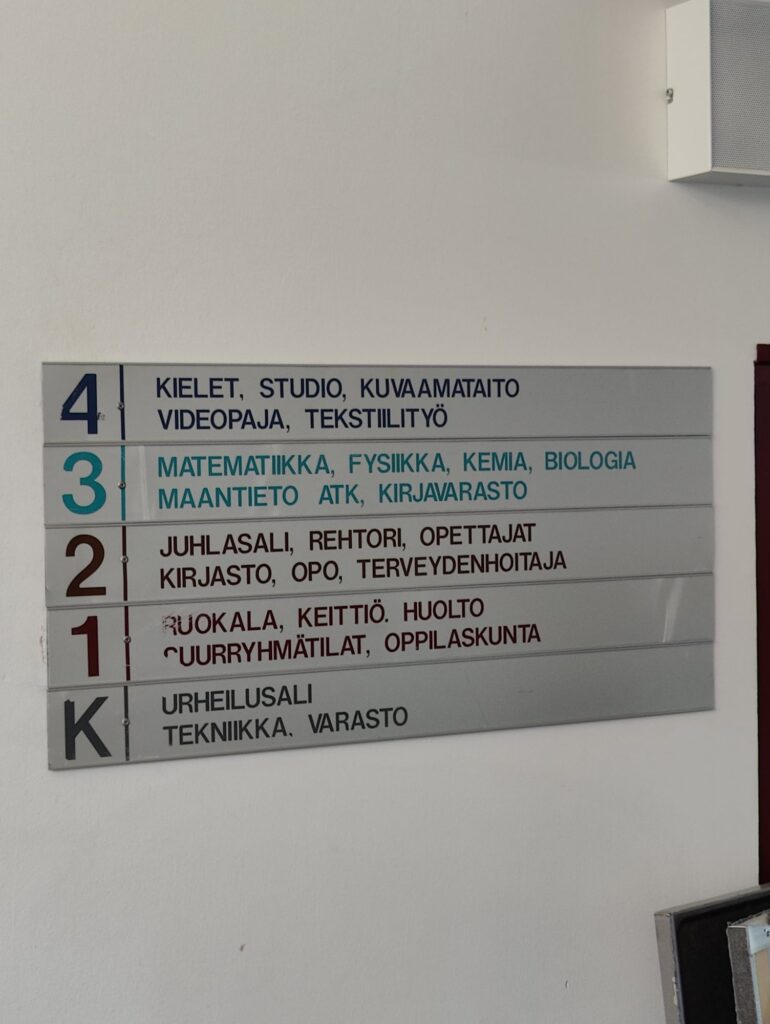 4 KIELET, STUDIO, KUVAAMATAITO
VIDEOPAJA, TEKSTIILITYÖ
3 MATEMATIIKKA, FYSIIKKA, KEMIA, BIOLOGIA
MAANTIETO ATK, KIRJAVARASTO
2 JUHLASALI, REHTORI, OPETTAJAT
KIRJASTO, OPO, TERVEYDENHOITAJA
1 RUOKALA, KEITTIÖ. HUOLTO
SUURRYHMÄTILAT, OPPILASKUNTA
K URHEILUSALI
TEKNIIKKA. VARASTO